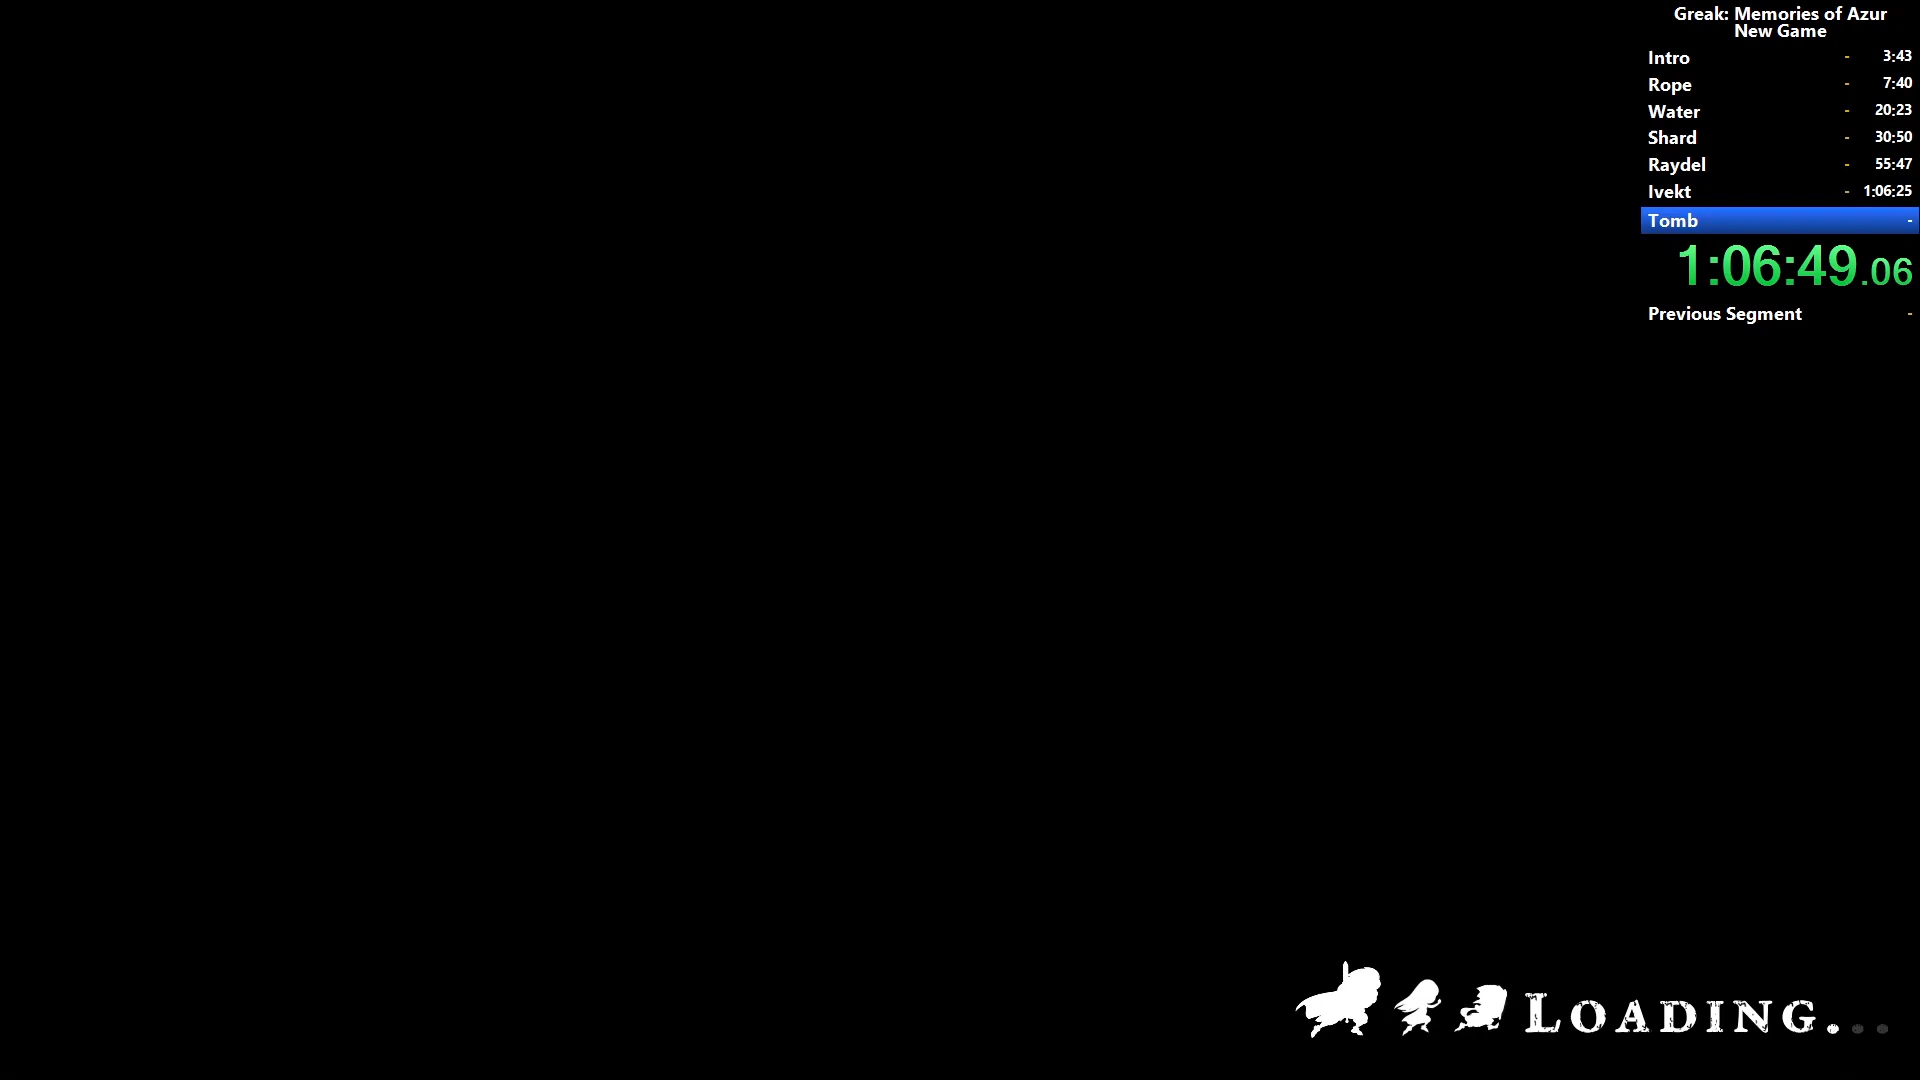 Greak: Memories of Azur
New Game
Intro - 3:43
Rope - 7:40
Water - 20:23
Shard - 30:50
Raydel - 55:47
Ivekt - 1:06:25
Tomb -
1:06:49.06
Previous Segment -
LOADING...